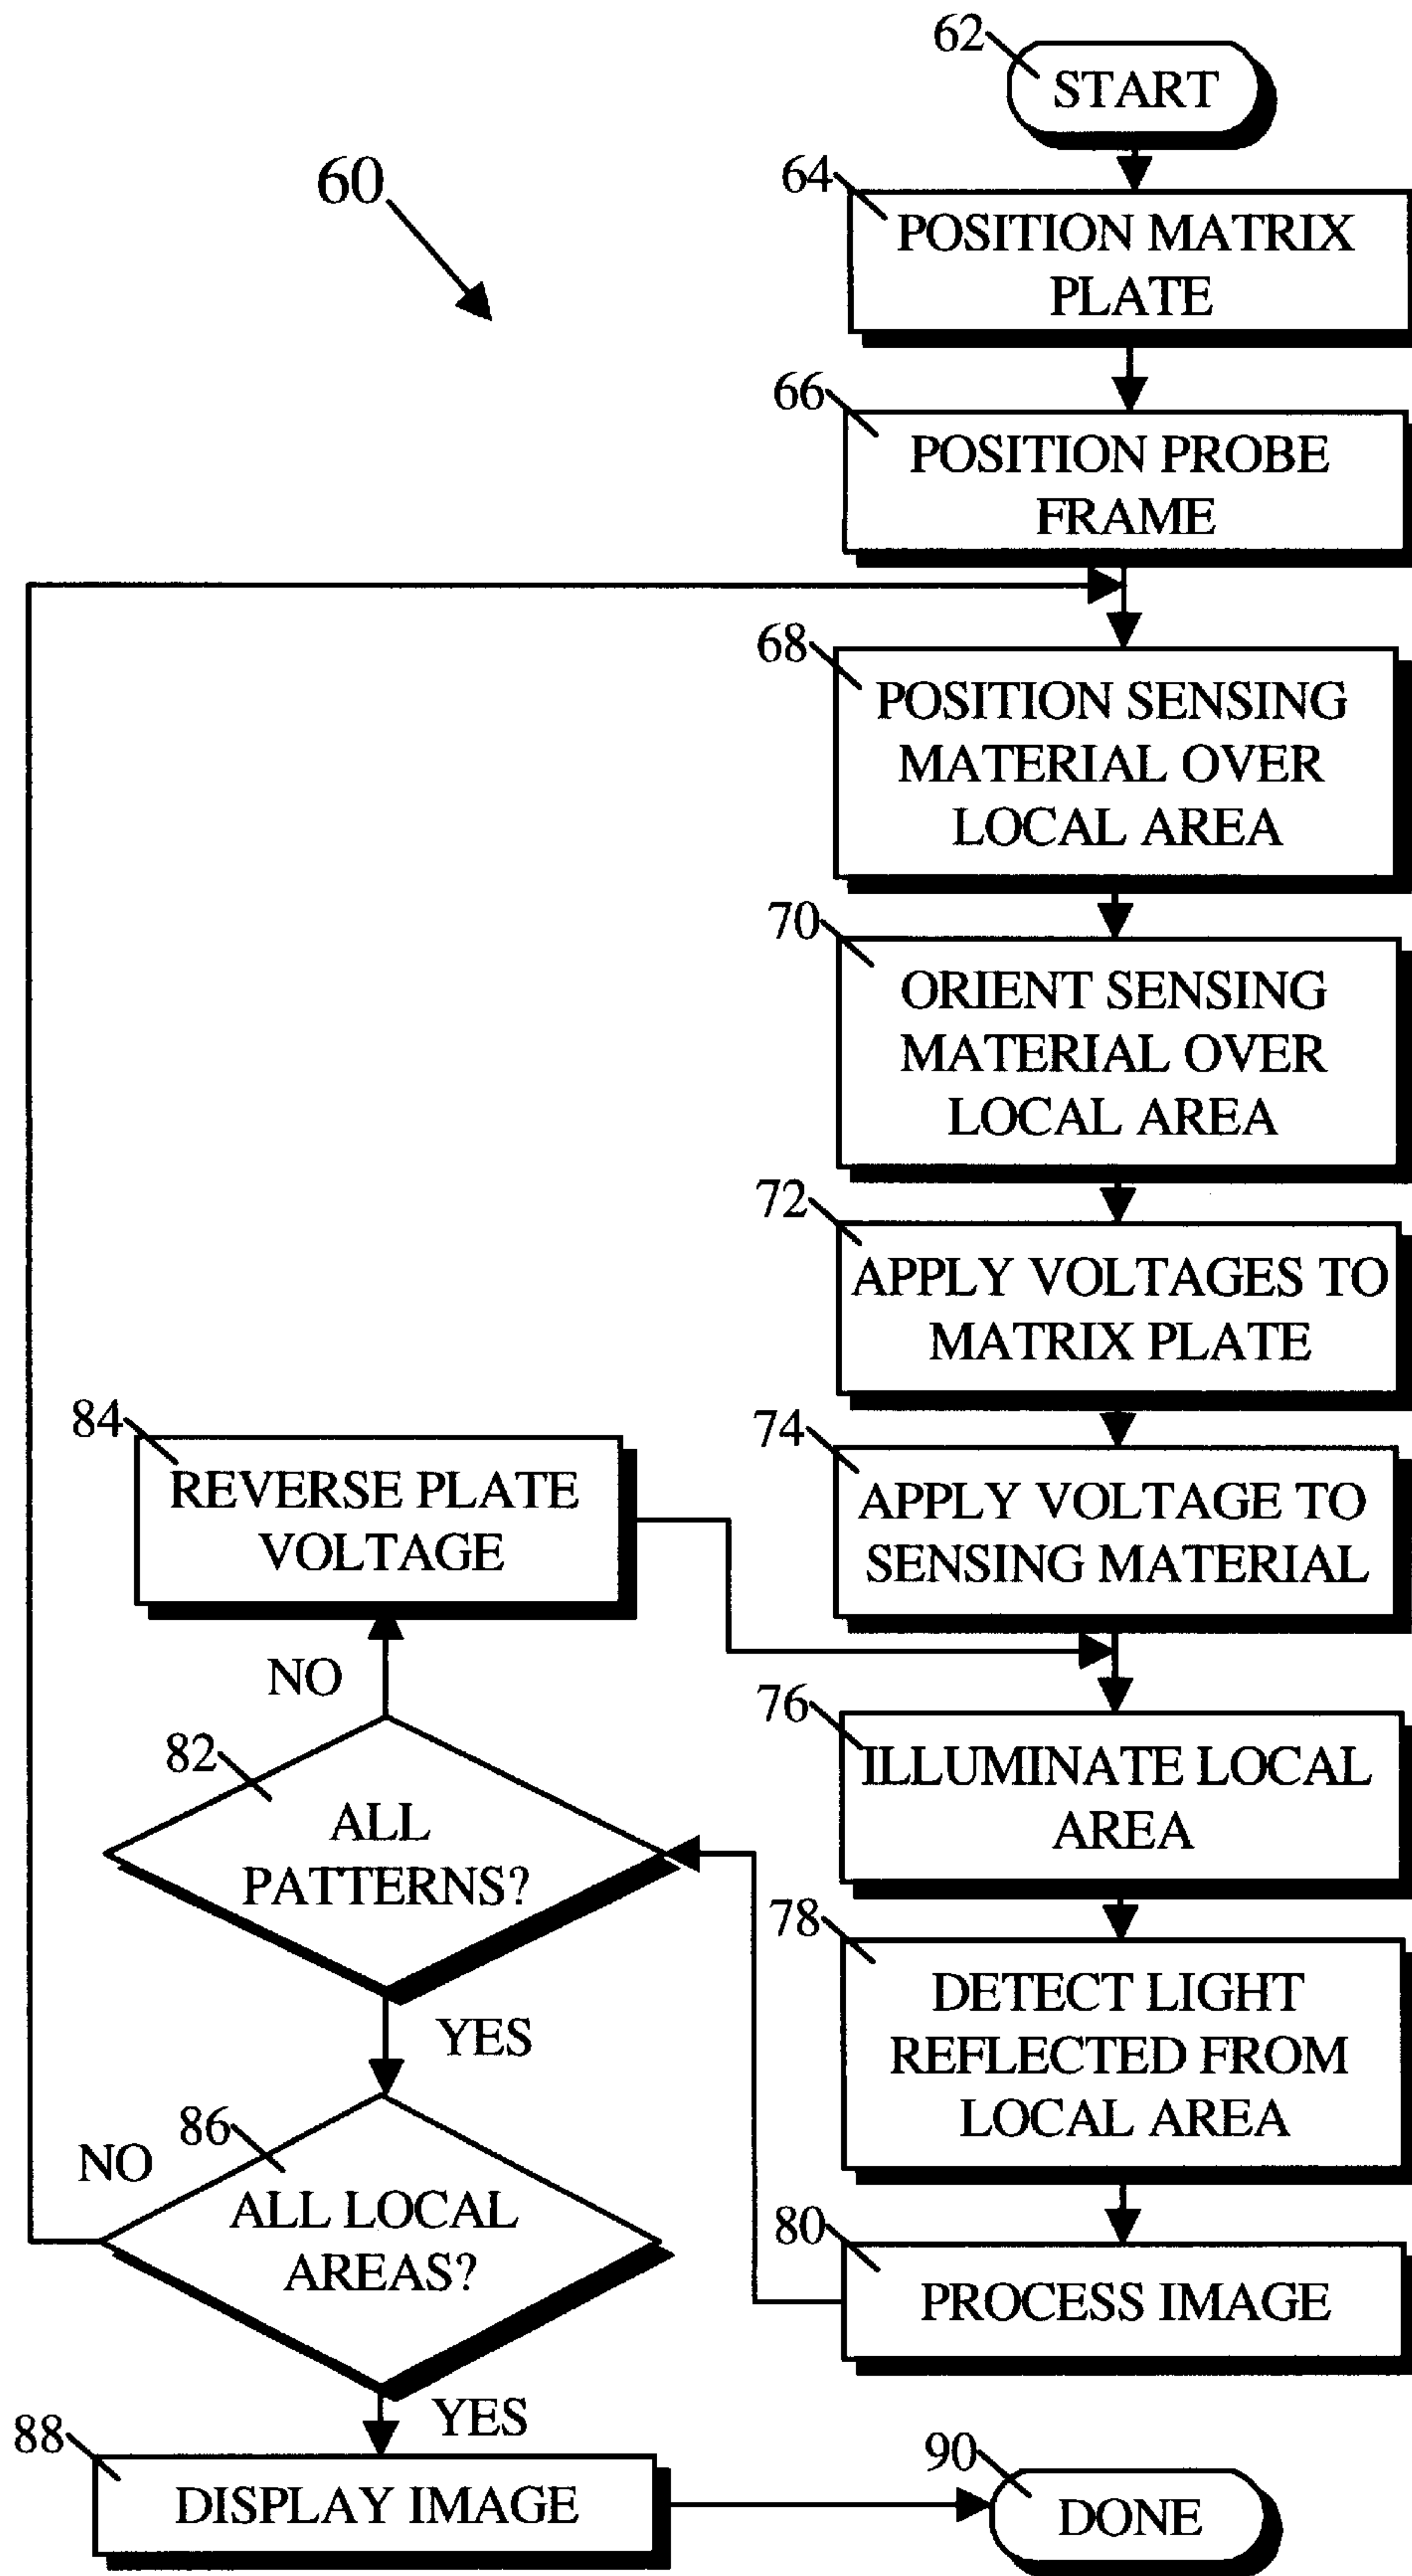 62
START
60
64
POSITION MATRIX
PLATE
66
POSITION PROBE
FRAME
68
POSITION SENSING
MATERIAL OVER
LOCAL AREA
70
ORIENT SENSING
MATERIAL OVER
LOCAL AREA
72
APPLY VOLTAGES TO
MATRIX PLATE
74
APPLY VOLTAGE TO
SENSING MATERIAL
84
REVERSE PLATE
VOLTAGE
NO
76
ILLUMINATE LOCAL
AREA
82
ALL
PATTERNS?
YES
78
DETECT LIGHT
REFLECTED FROM
LOCAL AREA
86
NO
ALL LOCAL
AREAS?
YES
80
PROCESS IMAGE
88
DISPLAY IMAGE
90
DONE